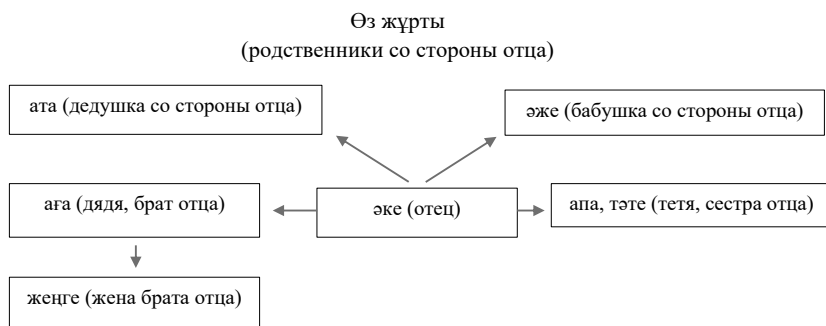 Өз жұрты
(родственники со стороны отца)
ата (дедушка со стороны отца)
әже (бабушка со стороны отца)
аға (дядя, брат отца)
әке (отец)
апа, тәте (тетя, сестра отца)
жеңге (жена брата отца)